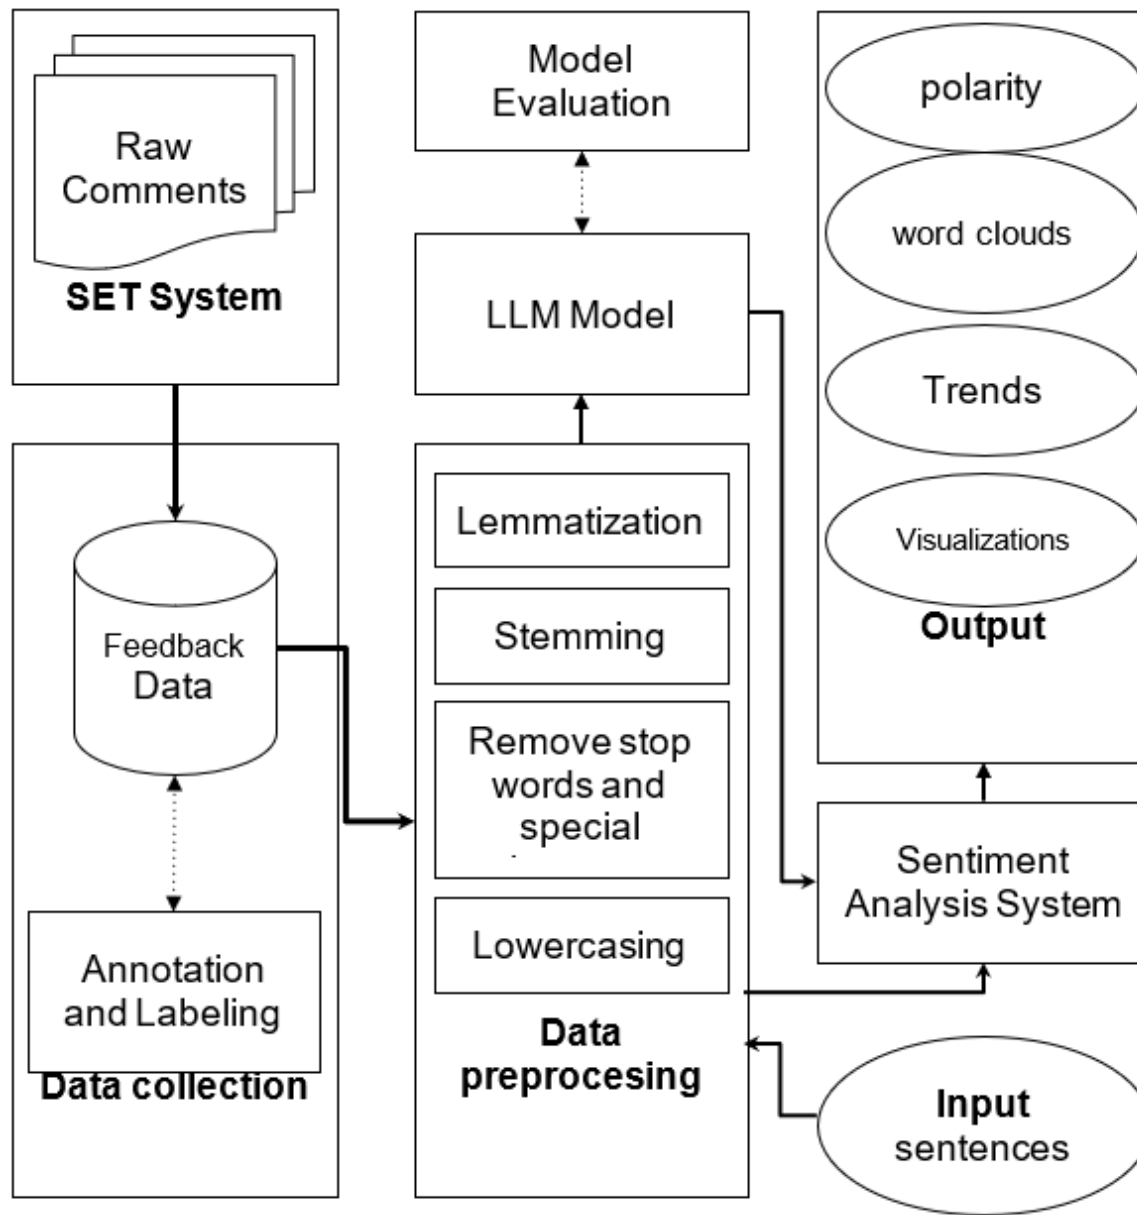 Raw
Comments
SET System
Feedback
Data
Annotation
and Labeling
Data collection
Model
Evaluation
LLM Model
Lemmatization
Stemming
Remove stop
words and
special
Lowercasing
Data
preprocesing
polarity
word clouds
Trends
Visualizations
Output
Sentiment
Analysis System
Input
sentences